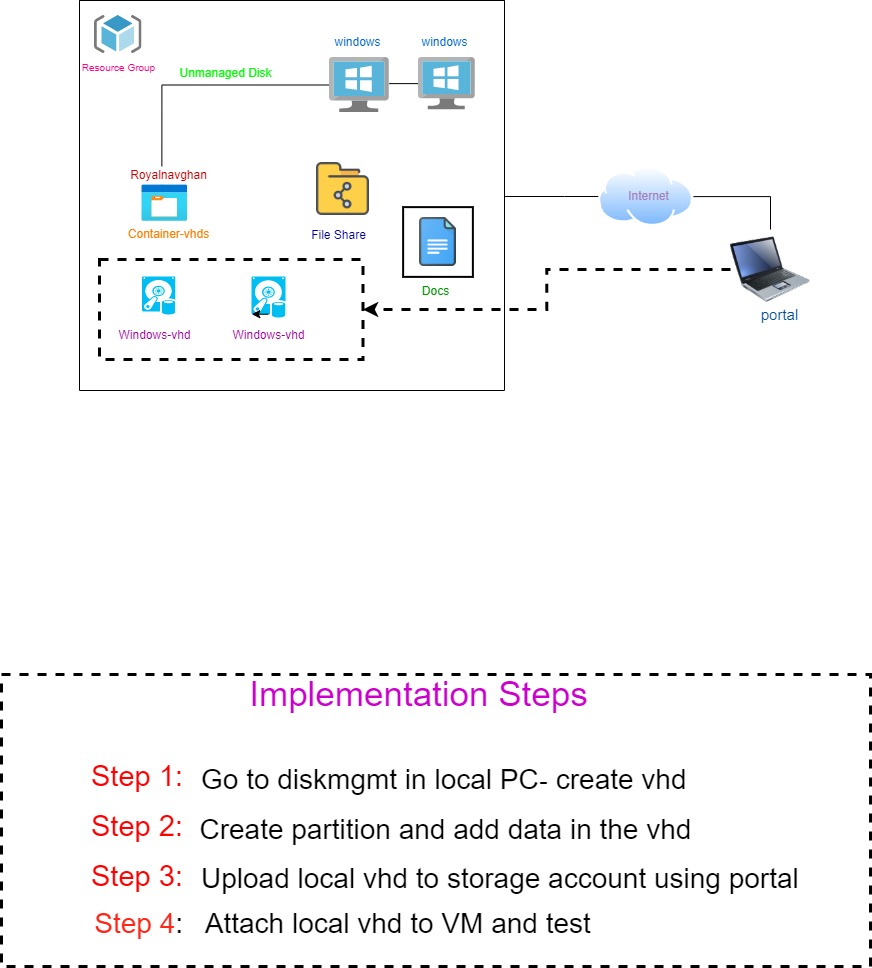 windows
windows
Resource Group
Unmanaged Disk
Royalnavghan
Container-vhds
File Share
Internet
Docs
portal
Windows-vhd
Windows-vhd
Implementation Steps
Step 1: Go to diskmgmt in local PC- create vhd
Step 2: Create partition and add data in the vhd
Step 3: Upload local vhd to storage account using portal
Step 4: Attach local vhd to VM and test